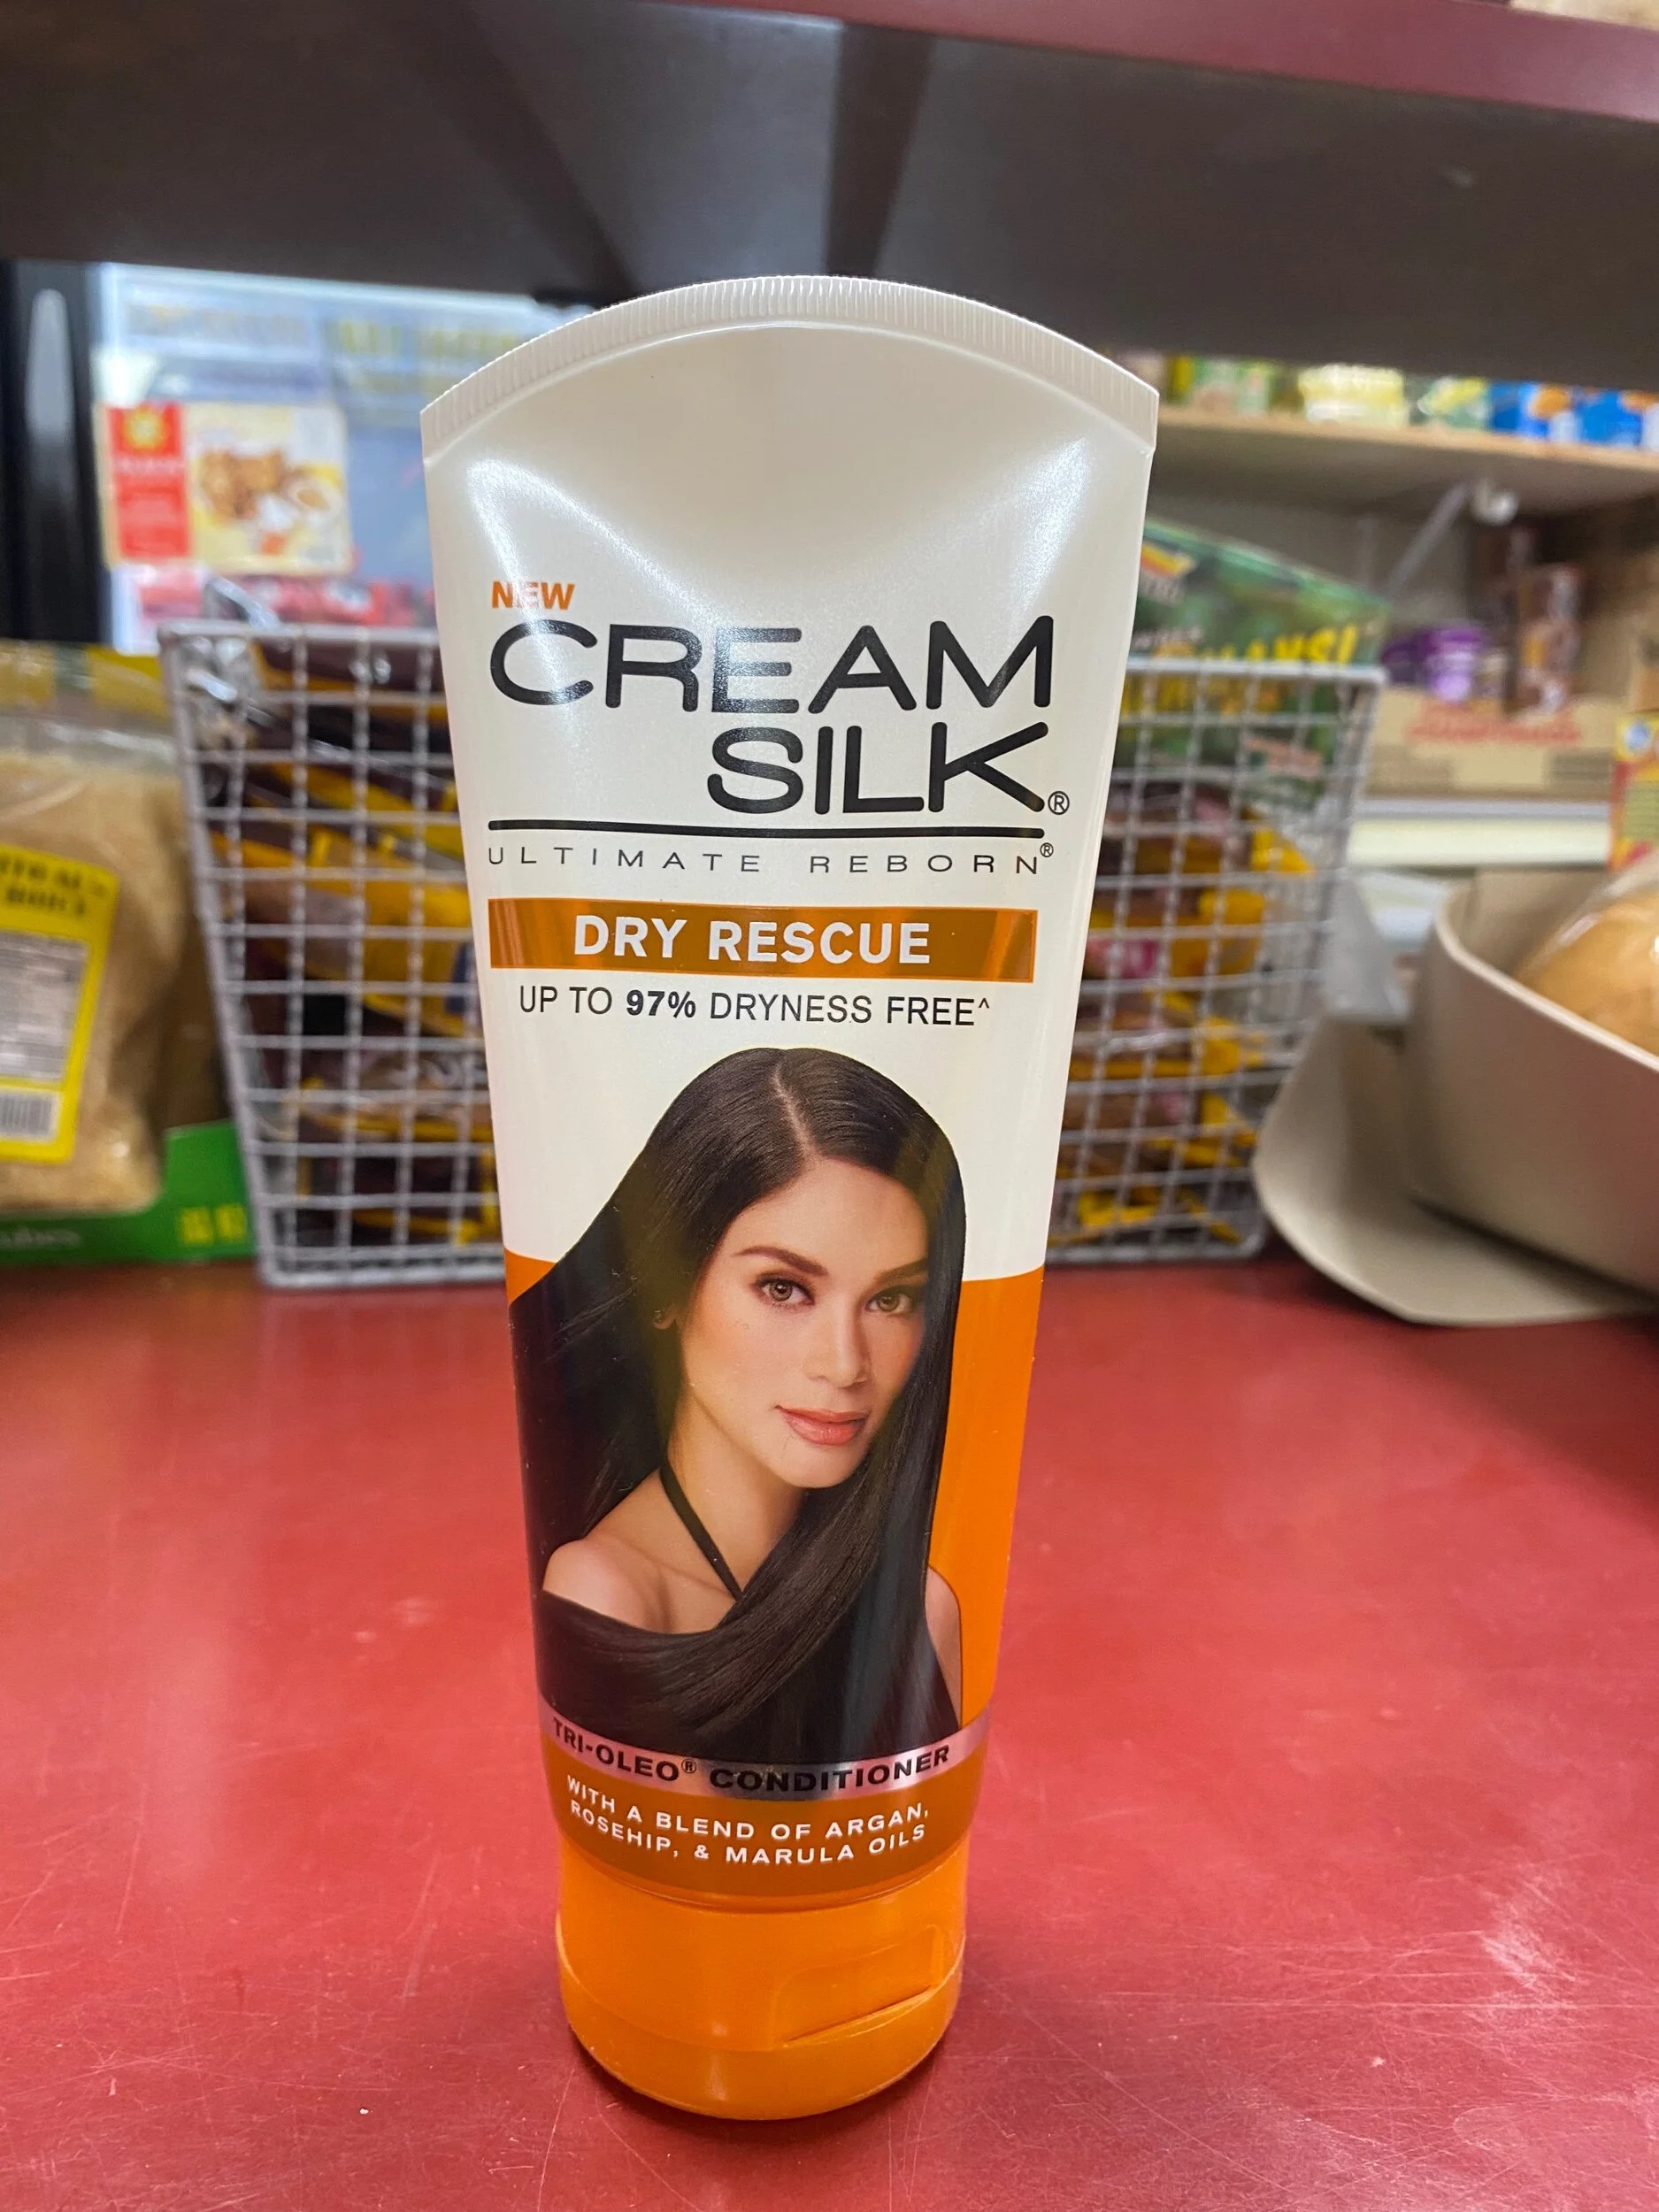 NEW
CREAM
SILK®
ULTIMATE REBORN®
DRY RESCUE
UP TO 97% DRYNESS FREE^
TRI-OLEO® CONDITIONER
WITH A BLEND OF ARGAN,
ROSEHIP, & MARULA OILS